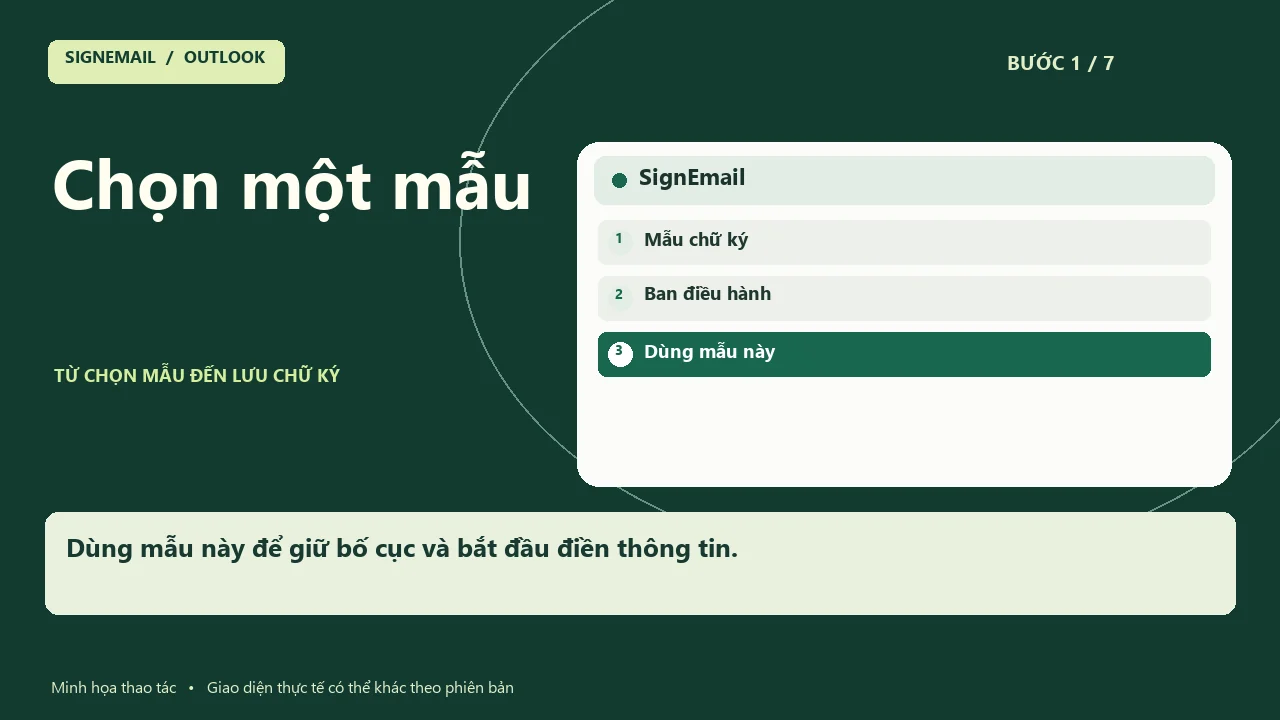 SIGNEMAIL / OUTLOOK
BƯỚC 1 / 7
Chọn một mẫu
TỪ CHỌN MẪU ĐẾN LƯU CHỮ KÝ
SignEmail
1 Mẫu chữ ký
2 Ban điều hành
3 Dùng mẫu này
Dùng mẫu này để giữ bố cục và bắt đầu điền thông tin.
Minh họa thao tác • Giao diện thực tế có thể khác theo phiên bản